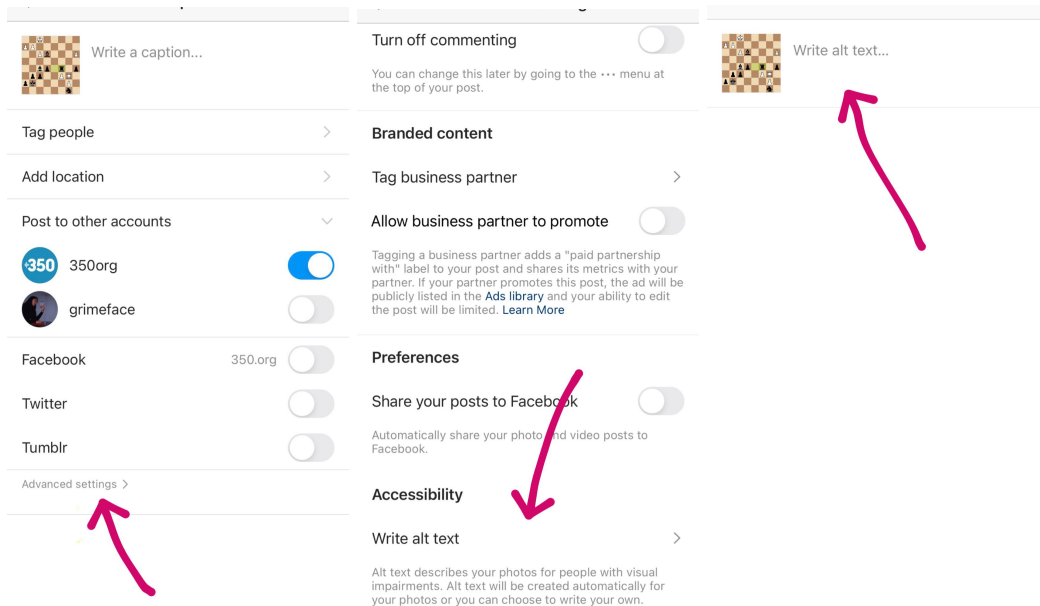 Write a caption...
Tag people
Add location
Post to other accounts
350
350org
grimeface
Facebook
350.org
Twitter
Tumblr
Advanced settings >
Turn off commenting
You can change this later by going to the ••• menu at
the top of your post.
Branded content
Tag business partner
Allow business partner to promote
Tagging a business partner adds a "paid partnership
with" label to your post and shares its metrics with your
partner. If your partner promotes this post, the ad will be
publicly listed in the Ads library and your ability to edit
the post will be limited. Learn More
Preferences
Share your posts to Facebook
Automatically share your photo and video posts to
Facebook.
Accessibility
Write alt text
Alt text describes your photos for people with visual
impairments. Alt text will be created automatically for
your photos or you can choose to write your own.
Write alt text...